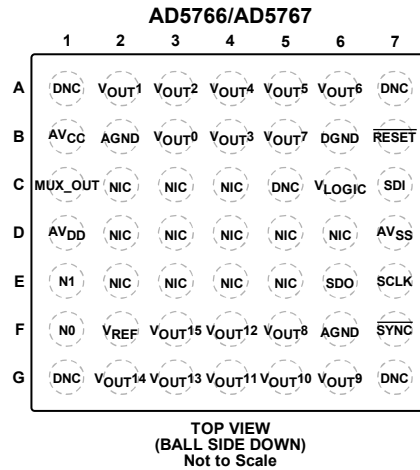 AD5766/AD5767
1 2 3 4 5 6 7
A DNC VOUT1 VOUT2 VOUT4 VOUT5 VOUT6 DNC
B AVCC AGND VOUT0 VOUT3 VOUT7 DGND RESET
C MUX_OUT NIC NIC NIC DNC VLOGIC SDI
D AVDD NIC NIC NIC NIC NIC AVSS
E N1 NIC NIC NIC NIC SDO SCLK
F N0 VREF VOUT15 VOUT12 VOUT8 AGND SYNC
G DNC VOUT14 VOUT13 VOUT11 VOUT10 VOUT9 DNC
TOP VIEW
(BALL SIDE DOWN)
Not to Scale